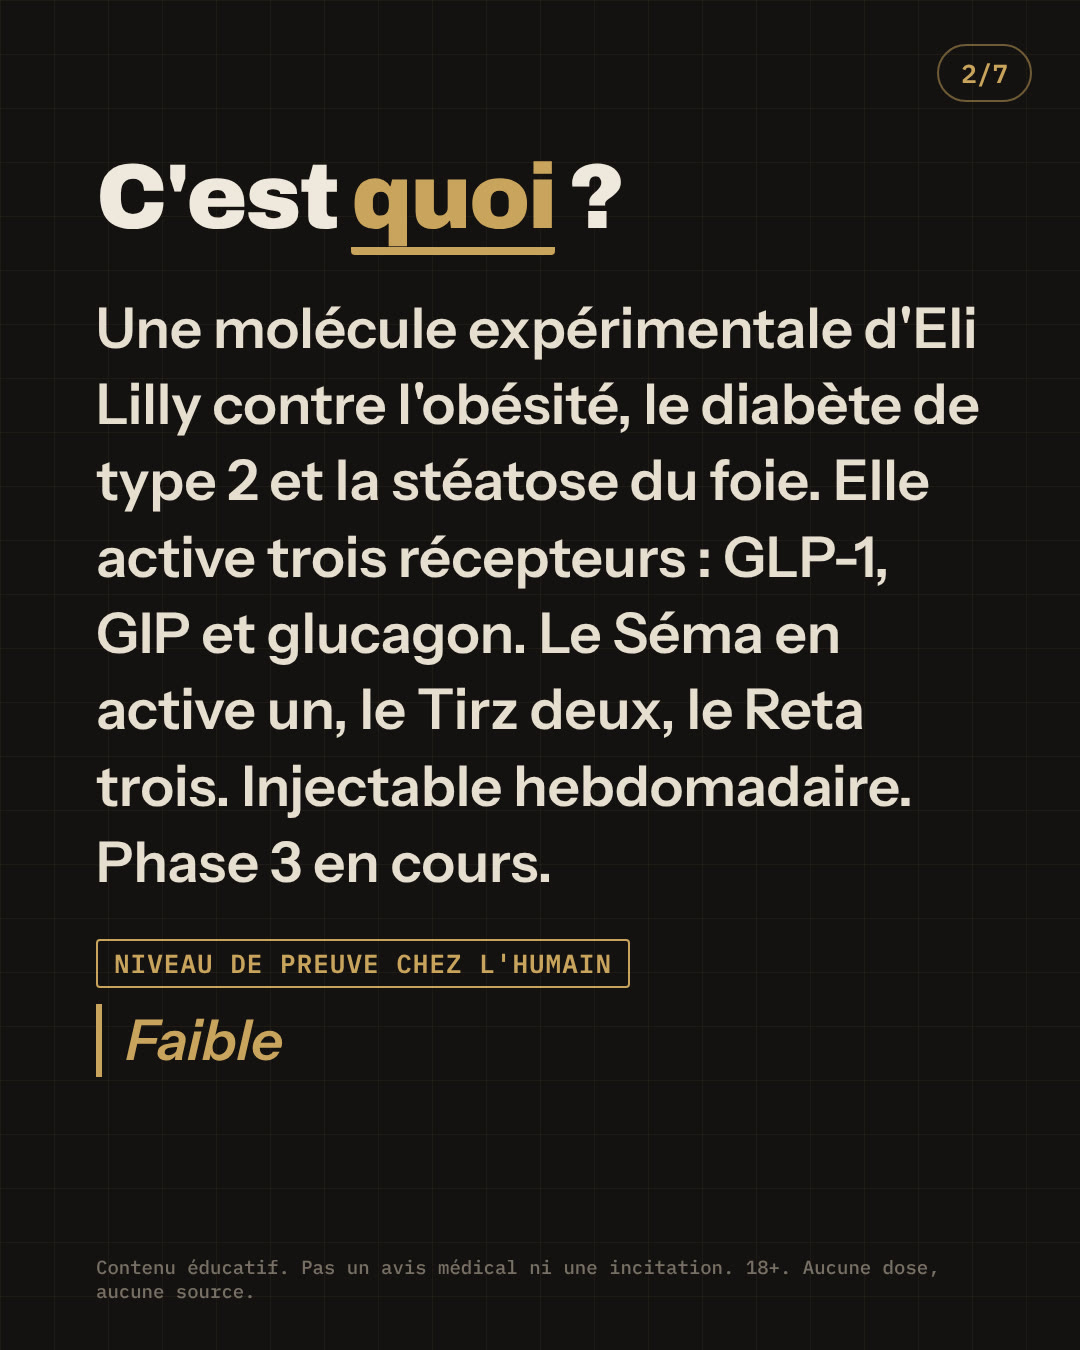 2/7
C'est quoi ?
Une molécule expérimentale d'Eli
Lilly contre l'obésité, le diabète de
type 2 et la stéatose du foie. Elle
active trois récepteurs : GLP-1,
GIP et glucagon. Le Séma en
active un, le Tirz deux, le Reta
trois. Injectable hebdomadaire.
Phase 3 en cours.
NIVEAU DE PREUVE CHEZ L'HUMAIN
Faible
Contenu éducatif. Pas un avis médical ni une incitation. 18+. Aucune dose,
aucune source.